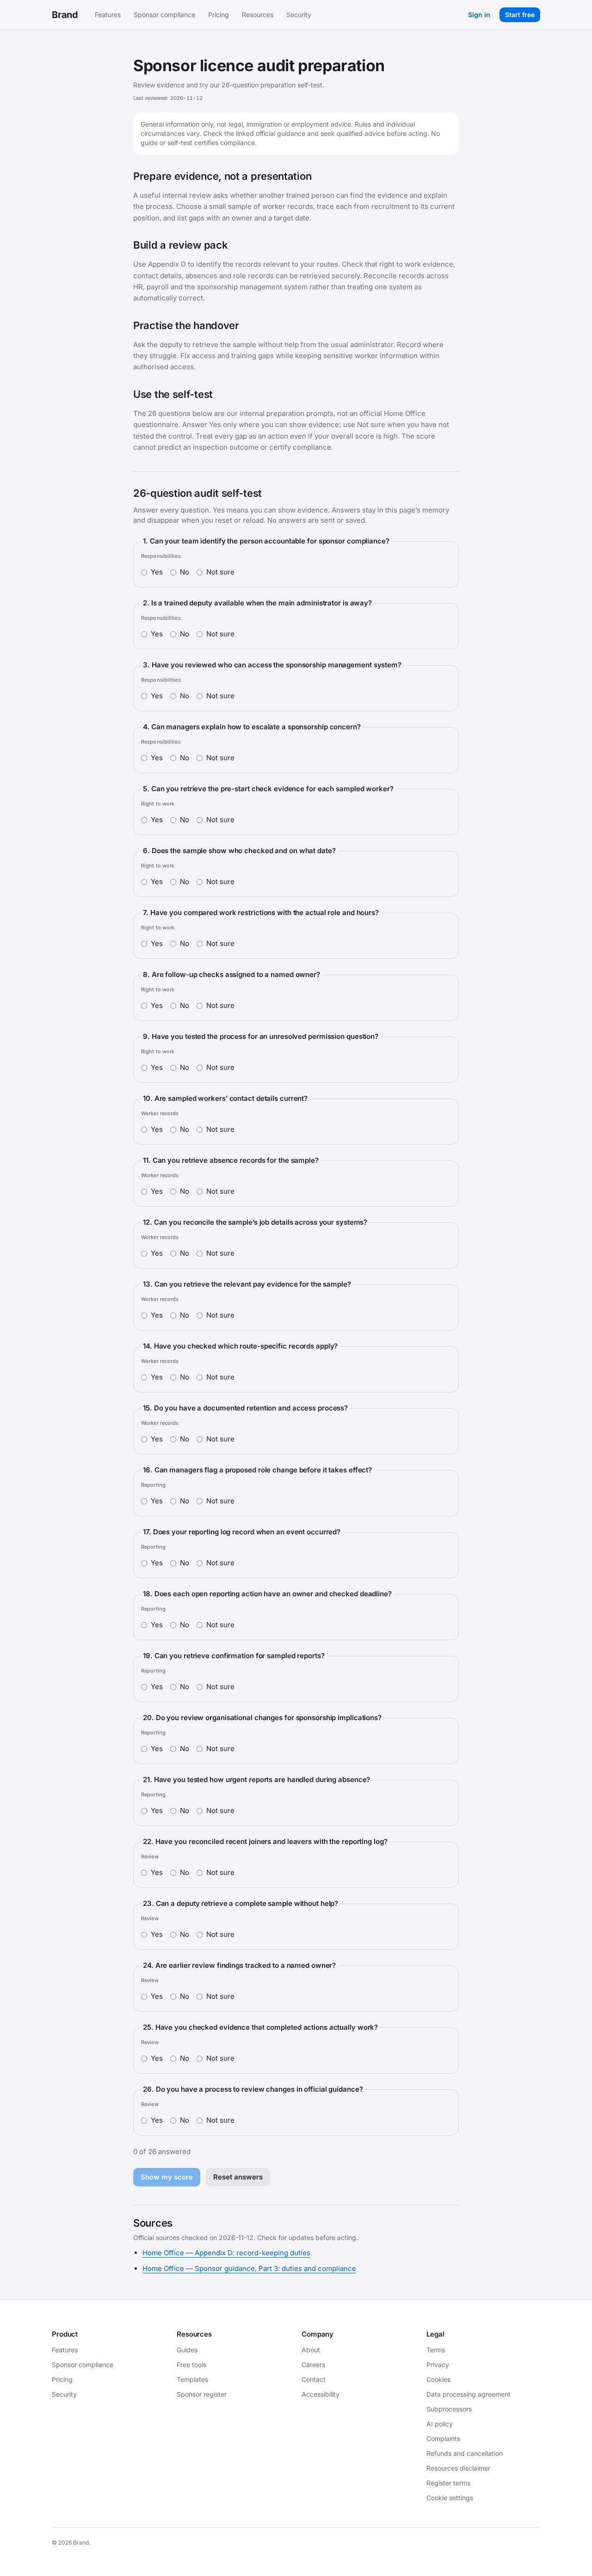 Brand
Features
Sponsor compliance
Pricing
Resources
Security
Sign in
Start free
Sponsor licence audit preparation
Review evidence and try our 26-question preparation self-test.
Last reviewed: 2026-11-12
General information only, not legal, immigration or employment advice. Rules and individual
circumstances vary. Check the linked official guidance and seek qualified advice before acting. No
guide or self-test certifies compliance.
Prepare evidence, not a presentation
A useful internal review asks whether another trained person can find the evidence and explain
the process. Choose a small sample of worker records, trace each from recruitment to its current
position, and list gaps with an owner and a target date.
Build a review pack
Use Appendix D to identify the records relevant to your routes. Check that right to work evidence,
contact details, absences and role records can be retrieved securely. Reconcile records across
HR, payroll and the sponsorship management system rather than treating one system as
automatically correct.
Practise the handover
Ask the deputy to retrieve the sample without help from the usual administrator. Record where
they struggle. Fix access and training gaps while keeping sensitive worker information within
authorised access.
Use the self-test
The 26 questions below are our internal preparation prompts, not an official Home Office
questionnaire. Answer Yes only where you can show evidence; use Not sure when you have not
tested the control. Treat every gap as an action even if your overall score is high. The score
cannot predict an inspection outcome or certify compliance.
26-question audit self-test
Answer every question. Yes means you can show evidence. Answers stay in this page's memory
and disappear when you reset or reload. No answers are sent or saved.
1. Can your team identify the person accountable for sponsor compliance?
Responsibilities
Yes No Not sure
2. Is a trained deputy available when the main administrator is away?
Responsibilities
Yes No Not sure
3. Have you reviewed who can access the sponsorship management system?
Responsibilities
Yes No Not sure
4. Can managers explain how to escalate a sponsorship concern?
Responsibilities
Yes No Not sure
5. Can you retrieve the pre-start check evidence for each sampled worker?
Right to work
Yes No Not sure
6. Does the sample show who checked and on what date?
Right to work
Yes No Not sure
7. Have you compared work restrictions with the actual role and hours?
Right to work
Yes No Not sure
8. Are follow-up checks assigned to a named owner?
Right to work
Yes No Not sure
9. Have you tested the process for an unresolved permission question?
Right to work
Yes No Not sure
10. Are sampled workers' contact details current?
Worker records
Yes No Not sure
11. Can you retrieve absence records for the sample?
Worker records
Yes No Not sure
12. Can you reconcile the sample's job details across your systems?
Worker records
Yes No Not sure
13. Can you retrieve the relevant pay evidence for the sample?
Worker records
Yes No Not sure
14. Have you checked which route-specific records apply?
Worker records
Yes No Not sure
15. Do you have a documented retention and access process?
Worker records
Yes No Not sure
16. Can managers flag a proposed role change before it takes effect?
Reporting
Yes No Not sure
17. Does your reporting log record when an event occurred?
Reporting
Yes No Not sure
18. Does each open reporting action have an owner and checked deadline?
Reporting
Yes No Not sure
19. Can you retrieve confirmation for sampled reports?
Reporting
Yes No Not sure
20. Do you review organisational changes for sponsorship implications?
Reporting
Yes No Not sure
21. Have you tested how urgent reports are handled during absence?
Reporting
Yes No Not sure
22. Have you reconciled recent joiners and leavers with the reporting log?
Review
Yes No Not sure
23. Can a deputy retrieve a complete sample without help?
Review
Yes No Not sure
24. Are earlier review findings tracked to a named owner?
Review
Yes No Not sure
25. Have you checked evidence that completed actions actually work?
Review
Yes No Not sure
26. Do you have a process to review changes in official guidance?
Review
Yes No Not sure
0 of 26 answered
Show my score
Reset answers
Sources
Official sources checked on 2026-11-12. Check for updates before acting.
Home Office — Appendix D: record-keeping duties
Home Office — Sponsor guidance, Part 3: duties and compliance
Product
Features
Sponsor compliance
Pricing
Security
Resources
Guides
Free tools
Templates
Sponsor register
Company
About
Careers
Contact
Accessibility
Legal
Terms
Privacy
Cookies
Data processing agreement
Subprocessors
AI policy
Complaints
Refunds and cancellation
Resources disclaimer
Register terms
Cookie settings
© 2026 Brand.